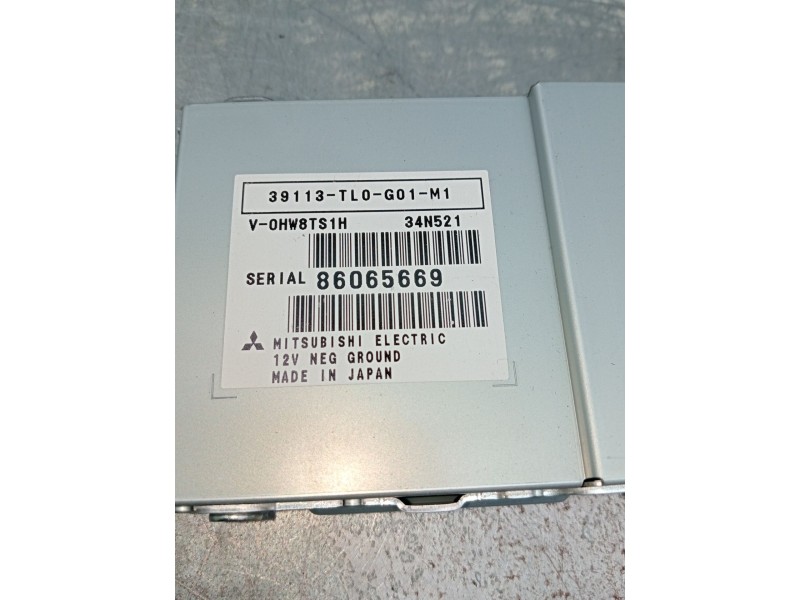 39113-TL0-G01-M1
V-0HW8TS1H 34N521
SERIAL 86065669
MITSUBISHI ELECTRIC
12V NEG GROUND
MADE IN JAPAN